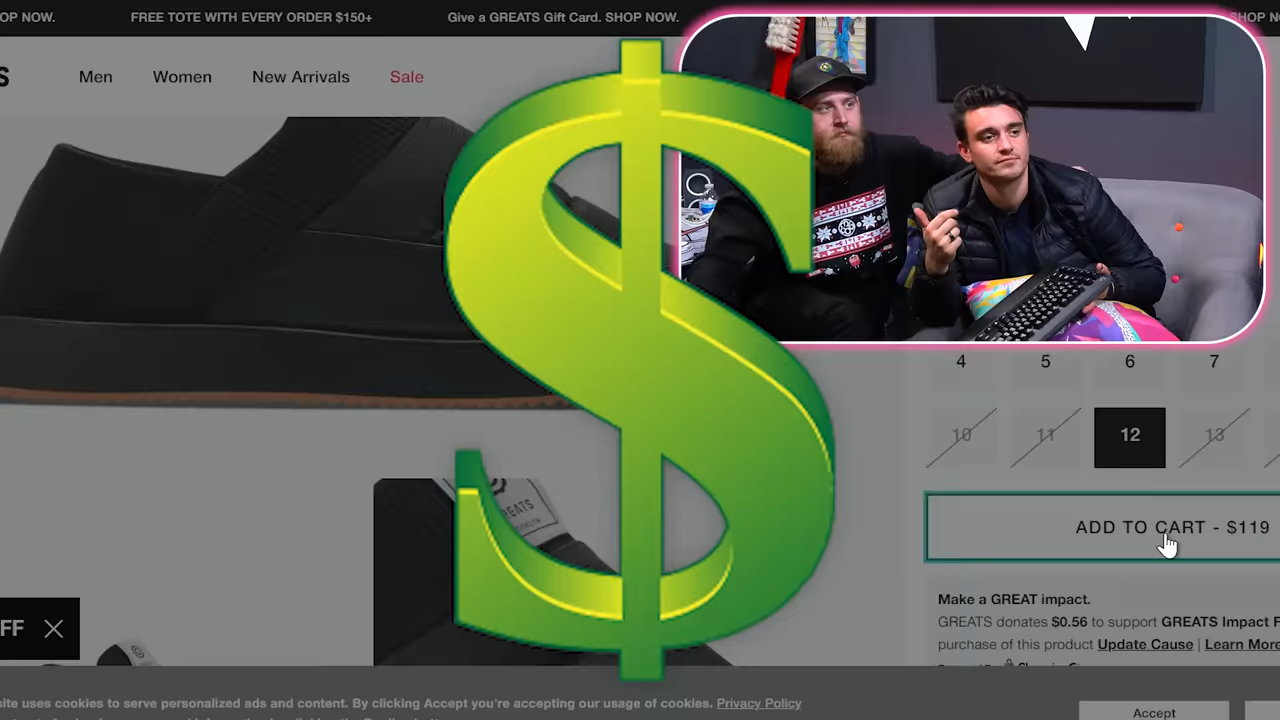 OP NOW.
FREE TOTE WITH EVERY ORDER $150+
Give a GREATS Gift Card. SHOP NOW.
SHOP NO
S
Men
Women
New Arrivals
Sale
4
5
6
7
10
11
12
13
ADD TO CART - $119
Make a GREAT impact.
GREATS donates $0.56 to support GREATS Impact F
purchase of this product Update Cause | Learn More
FF
site uses cookies to serve personalized ads and content. By clicking Accept you're accepting our usage of cookies. Privacy Policy
Accept